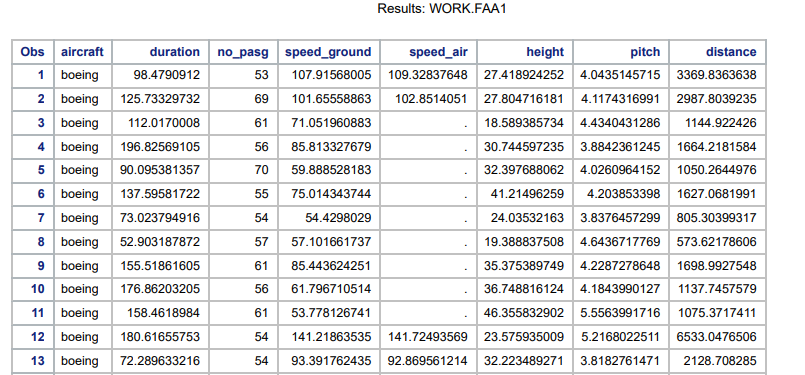 Results: WORK.FAA1
Obs aircraft duration no_pasg speed_ground speed_air height pitch distance
1 boeing 98.4790912 53 107.91568005 109.32837648 27.418924252 4.0435145715 3369.8363638
2 boeing 125.73329732 69 101.65558863 102.8514051 27.804716181 4.1174316991 2987.8039235
3 boeing 112.0170008 61 71.051960883 . 18.589385734 4.4340431286 1144.922426
4 boeing 196.82569105 56 85.813327679 . 30.744597235 3.8842361245 1664.2181584
5 boeing 90.095381357 70 59.888528183 . 32.397688062 4.0260964152 1050.2644976
6 boeing 137.59581722 55 75.014343744 . 41.21496259 4.203853398 1627.0681991
7 boeing 73.023794916 54 54.4298029 . 24.03532163 3.8376457299 805.30399317
8 boeing 52.903187872 57 57.101661737 . 19.388837508 4.6436717769 573.62178606
9 boeing 155.51861605 61 85.443624251 . 35.375389749 4.2287278648 1698.9927548
10 boeing 176.86203205 56 61.796710514 . 36.748816124 4.1843990127 1137.7457579
11 boeing 158.4618984 61 53.778126741 . 46.355832902 5.5563991716 1075.3717411
12 boeing 180.61655753 54 141.21863535 141.72493569 23.575935009 5.2168022511 6533.0476506
13 boeing 72.289633216 54 93.391762435 92.869561214 32.223489271 3.8182761471 2128.708285